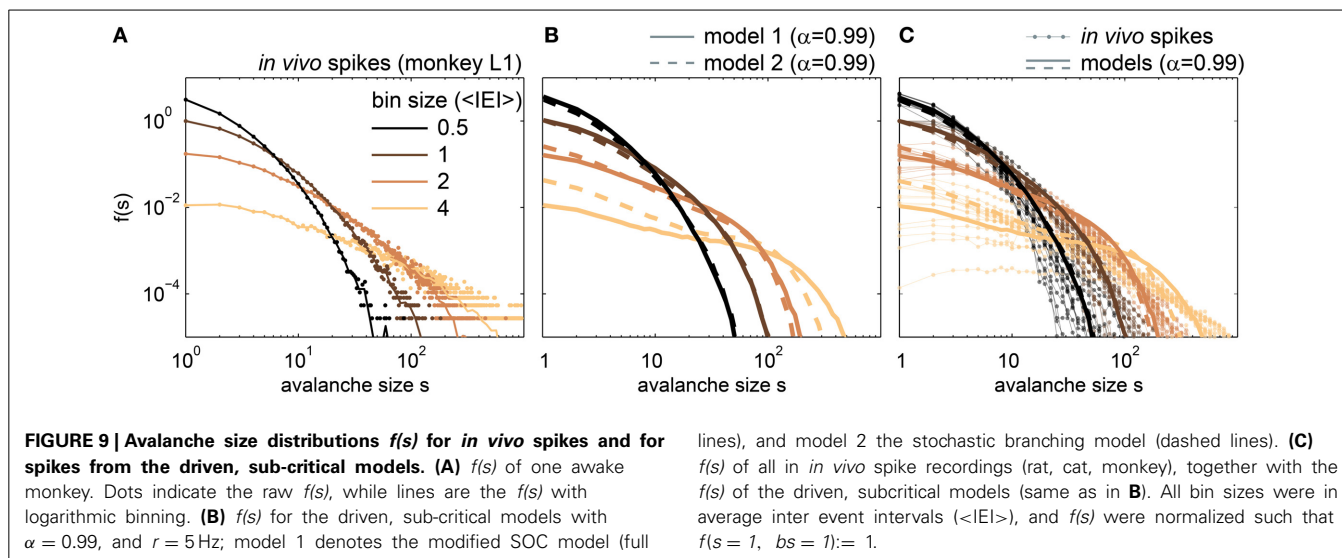 A
B
C
in vivo spikes (monkey L1)
model 1 (α=0.99)
model 2 (α=0.99)
in vivo spikes
models (α=0.99)
bin size (<IEI>)
0.5
1
2
4
f(s)
10^0
10^-2
10^-4
10^0 10^1 10^2
avalanche size s
1 10 10^2
avalanche size s
1 10 10^2
avalanche size s
FIGURE 9 | Avalanche size distributions f(s) for in vivo spikes and for
spikes from the driven, sub-critical models. (A) f(s) of one awake
monkey. Dots indicate the raw f(s), while lines are the f(s) with
logarithmic binning. (B) f(s) for the driven, sub-critical models with
α = 0.99, and r = 5 Hz; model 1 denotes the modified SOC model (full
lines), and model 2 the stochastic branching model (dashed lines). (C)
f(s) of all in in vivo spike recordings (rat, cat, monkey), together with the
f(s) of the driven, subcritical models (same as in B). All bin sizes were in
average inter event intervals (<IEI>), and f(s) were normalized such that
f(s = 1, bs = 1):= 1.